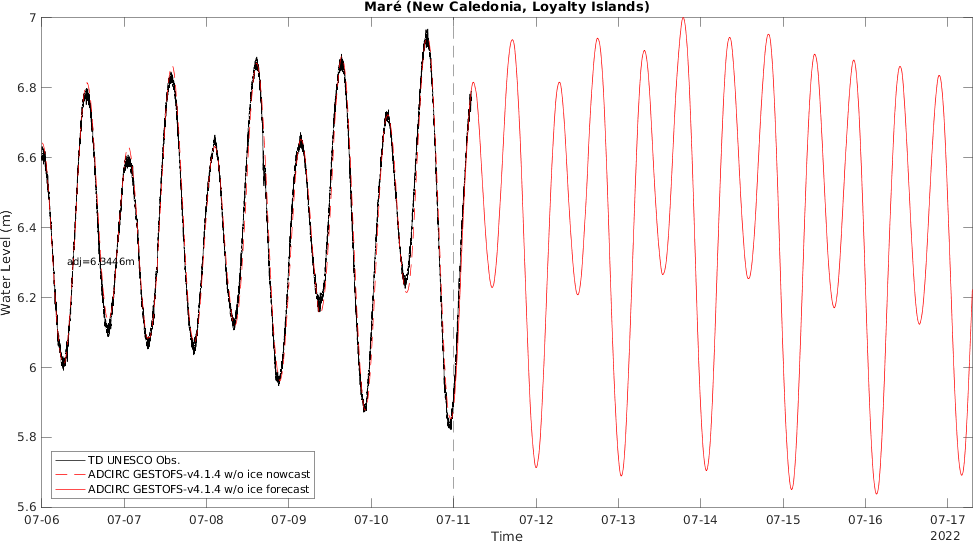 Maré (New Caledonia, Loyalty Islands)
7
6.8
6.6
6.4
6.2
6
5.8
5.6
Water Level (m)
adj=6.3446m
TD UNESCO Obs.
ADCIRC GESTOFS-v4.1.4 w/o ice nowcast
ADCIRC GESTOFS-v4.1.4 w/o ice forecast
07-06 07-07 07-08 07-09 07-10 07-11 07-12 07-13 07-14 07-15 07-16 07-17
Time
2022